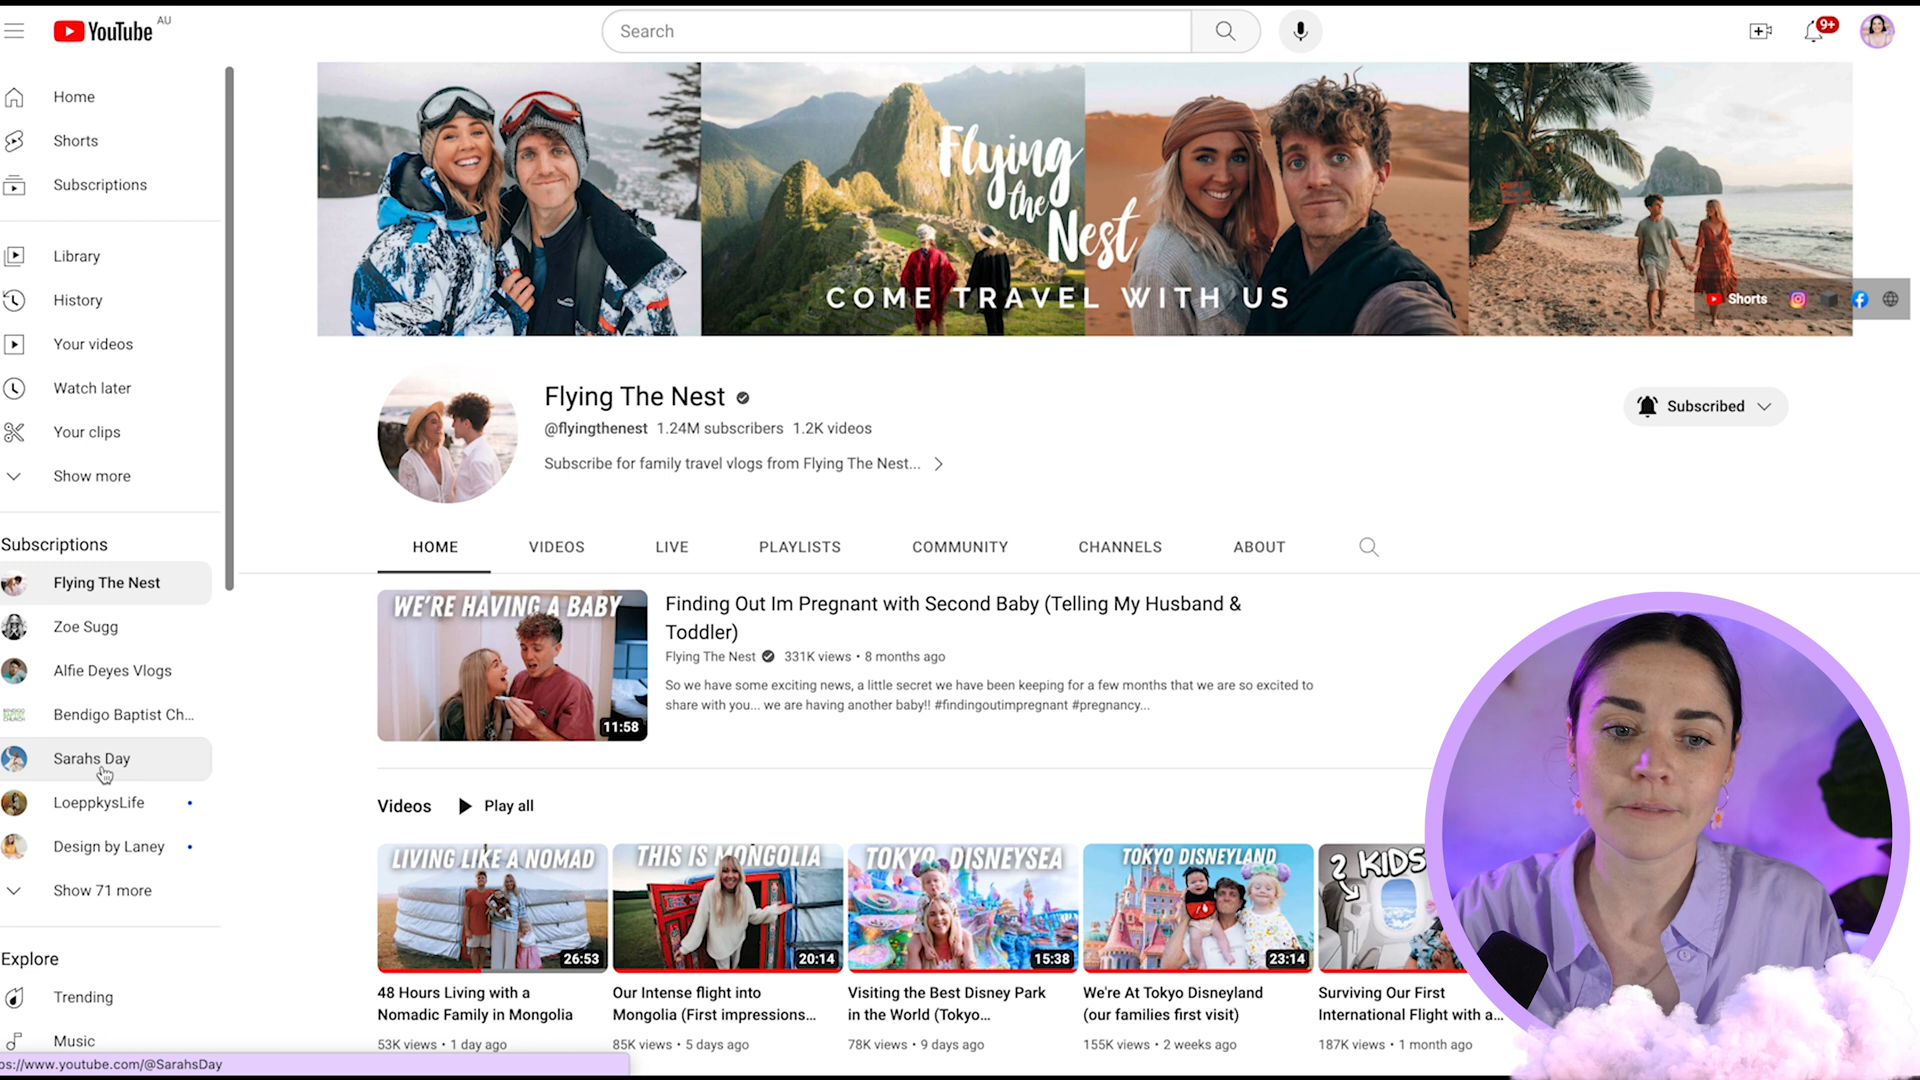 YouTube AU
Search
9+
Home
Shorts
Subscriptions
Library
History
Your videos
Watch later
Your clips
Show more
Subscriptions
Flying The Nest
Zoe Sugg
Alfie Deyes Vlogs
Bendigo Baptist Ch...
Sarahs Day
LoeppkysLife
Design by Laney
Show 71 more
Explore
Trending
Music
ps://www.youtube.com/@SarahsDay
Flying
the
Nest
COME TRAVEL WITH US
Shorts
Flying The Nest
@flyingthenest 1.24M subscribers 1.2K videos
Subscribe for family travel vlogs from Flying The Nest...
Subscribed
HOME VIDEOS LIVE PLAYLISTS COMMUNITY CHANNELS ABOUT
WE'RE HAVING A BABY
11:58
Finding Out Im Pregnant with Second Baby (Telling My Husband &
Toddler)
Flying The Nest 331K views • 8 months ago
So we have some exciting news, a little secret we have been keeping for a few months that we are so excited to
share with you... we are having another baby!! #findingoutimpregnant #pregnancy...
Videos Play all
LIVING LIKE A NOMAD
26:53
48 Hours Living with a
Nomadic Family in Mongolia
53K views • 1 day ago
THIS IS MONGOLIA
20:14
Our Intense flight into
Mongolia (First impressions...
85K views • 5 days ago
TOKYO DISNEYSEA
15:38
Visiting the Best Disney Park
in the World (Tokyo...
78K views • 9 days ago
TOKYO DISNEYLAND
23:14
We're At Tokyo Disneyland
(our families first visit)
155K views • 2 weeks ago
2 KIDS
Surviving Our First
International Flight with a...
187K views • 1 month ago